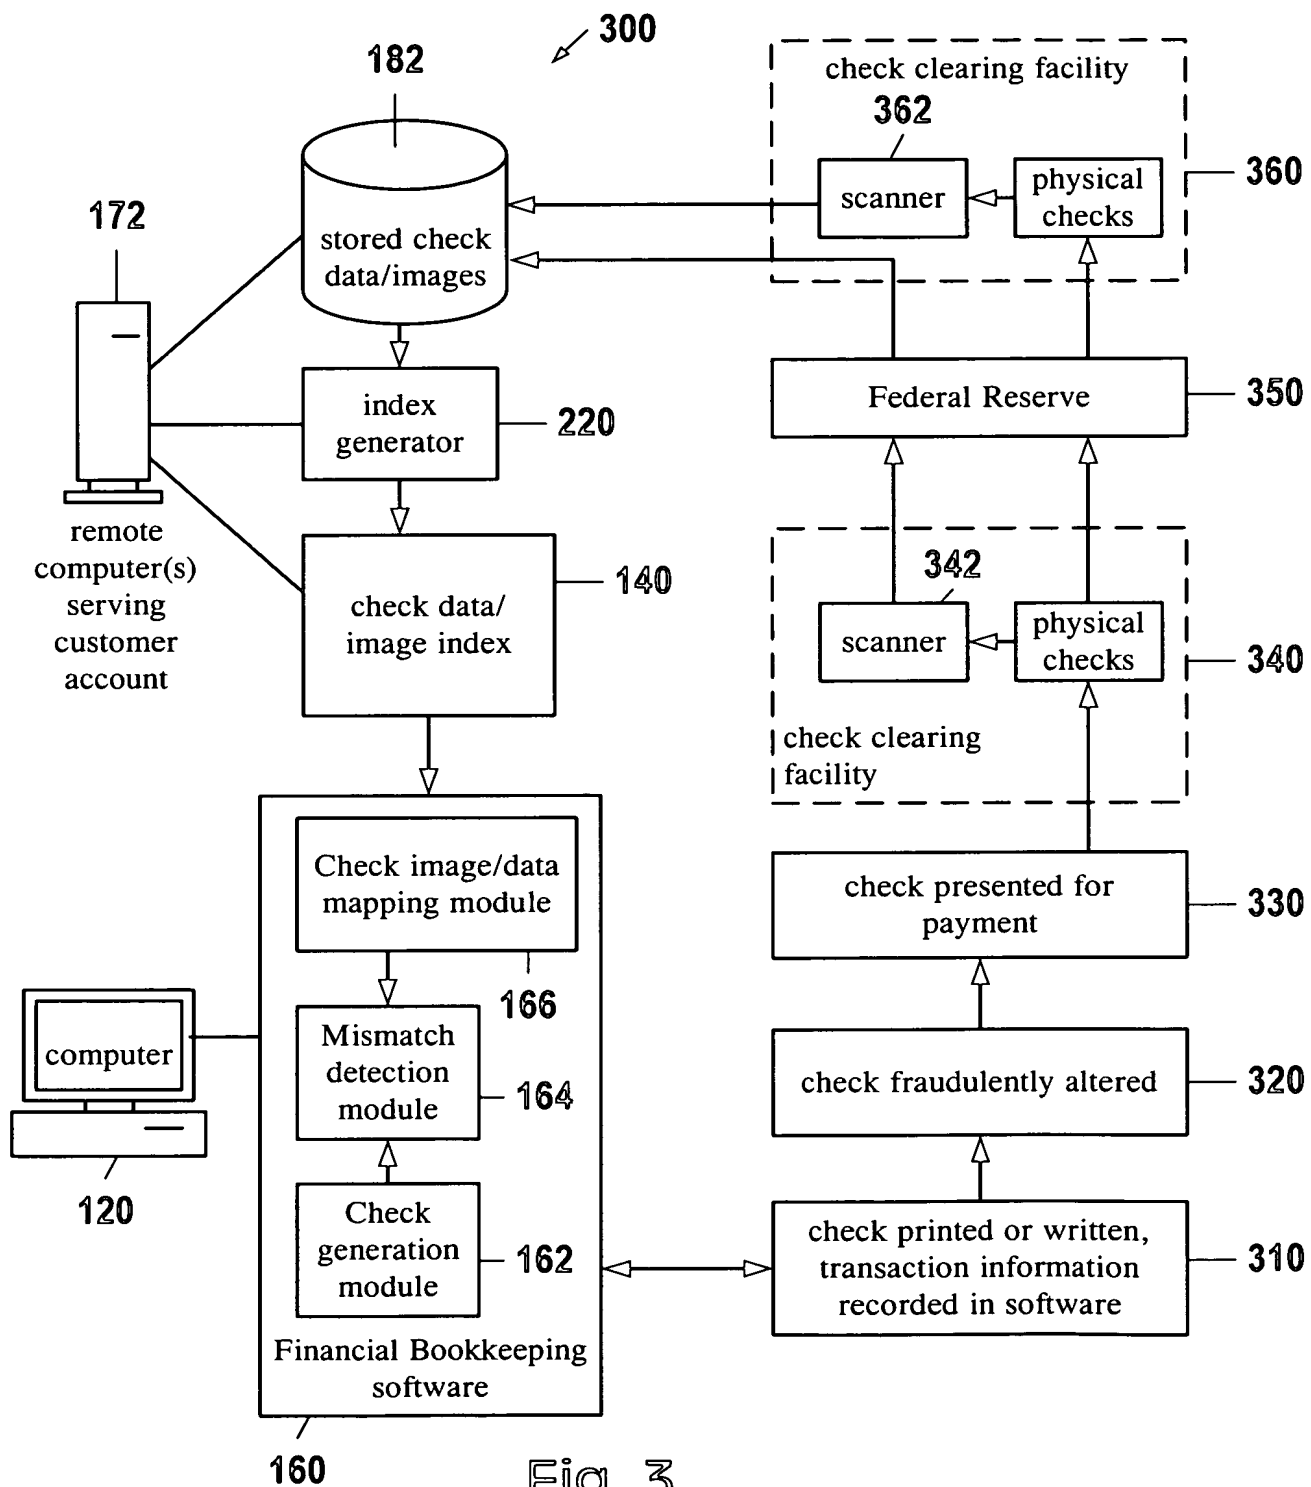 300
182
check clearing facility
362
scanner
physical
checks
360
172
stored check
data/images
index
generator
220
Federal Reserve
350
remote
computer(s)
serving
customer
account
check data/
image index
140
342
scanner
physical
checks
340
check clearing
facility
Check image/data
mapping module
166
check presented for
payment
330
computer
120
Mismatch
detection
module
164
check fraudulently altered
320
Check
generation
module
162
check printed or written,
transaction information
recorded in software
310
Financial Bookkeeping
software
160
Fig. 3